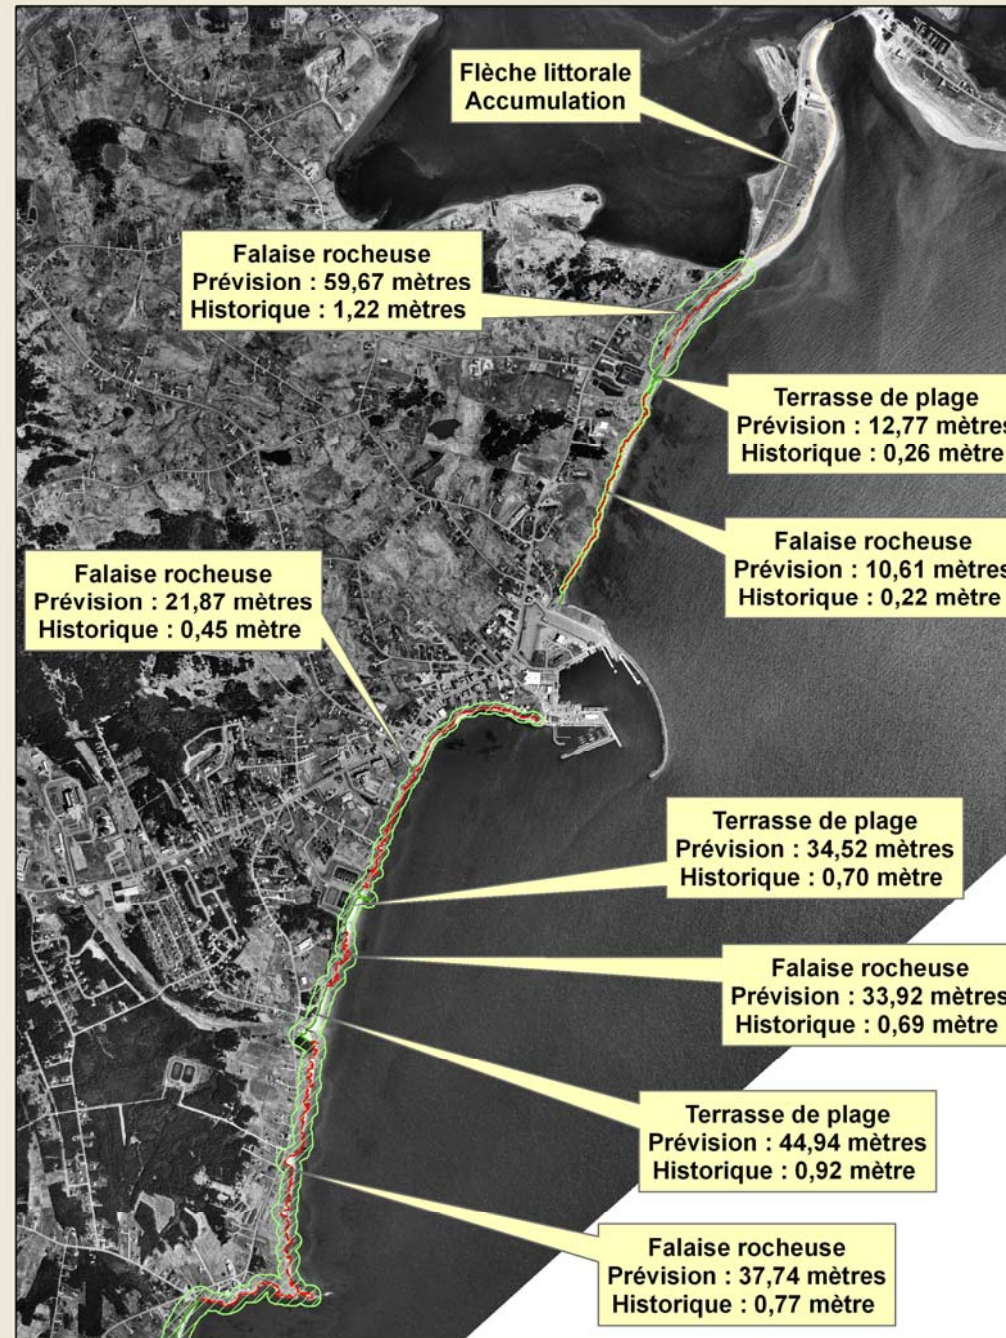 Flèche littorale
Accumulation
Falaise rocheuse
Prévision : 59,67 mètres
Historique : 1,22 mètres
Terrasse de plage
Prévision : 12,77 mètres
Historique : 0,26 mètre
Falaise rocheuse
Prévision : 10,61 mètres
Historique : 0,22 mètre
Falaise rocheuse
Prévision : 21,87 mètres
Historique : 0,45 mètre
Terrasse de plage
Prévision : 34,52 mètres
Historique : 0,70 mètre
Falaise rocheuse
Prévision : 33,92 mètres
Historique : 0,69 mètre
Terrasse de plage
Prévision : 44,94 mètres
Historique : 0,92 mètre
Falaise rocheuse
Prévision : 37,74 mètres
Historique : 0,77 mètre